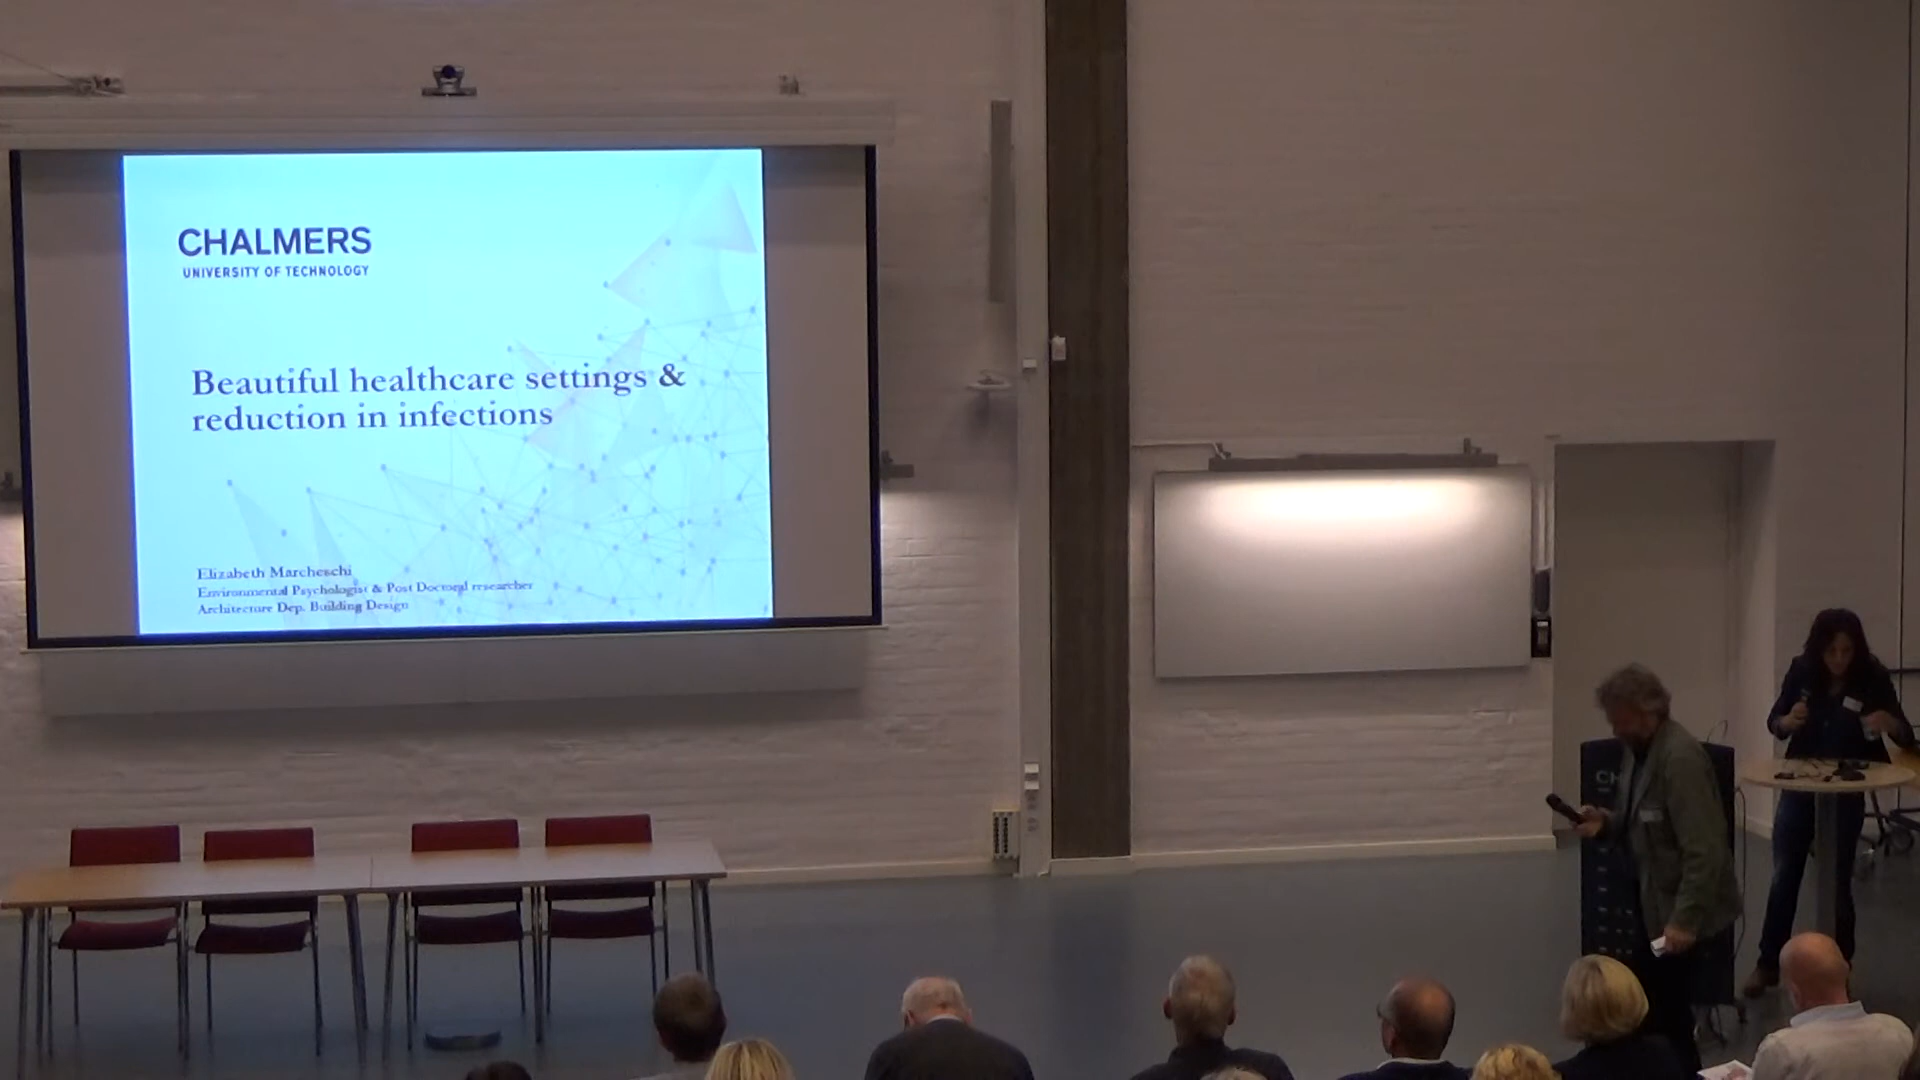 CHALMERS
UNIVERSITY OF TECHNOLOGY
Beautiful healthcare settings &
reduction in infections
Elizabeth Marcheschi
Environmental Psychologist & Post Doctoral researcher
Architecture Dep. Building Design
CH